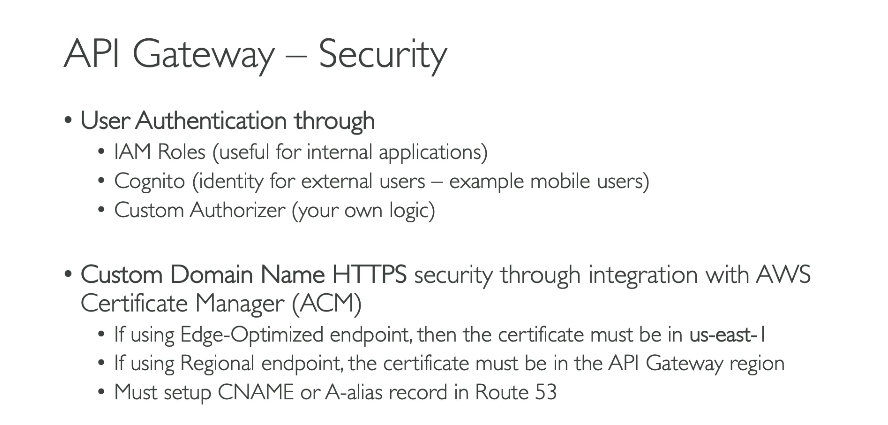 API Gateway – Security
• User Authentication through
• IAM Roles (useful for internal applications)
• Cognito (identity for external users – example mobile users)
• Custom Authorizer (your own logic)
• Custom Domain Name HTTPS security through integration with AWS
Certificate Manager (ACM)
• If using Edge-Optimized endpoint, then the certificate must be in us-east-1
• If using Regional endpoint, the certificate must be in the API Gateway region
• Must setup CNAME or A-alias record in Route 53